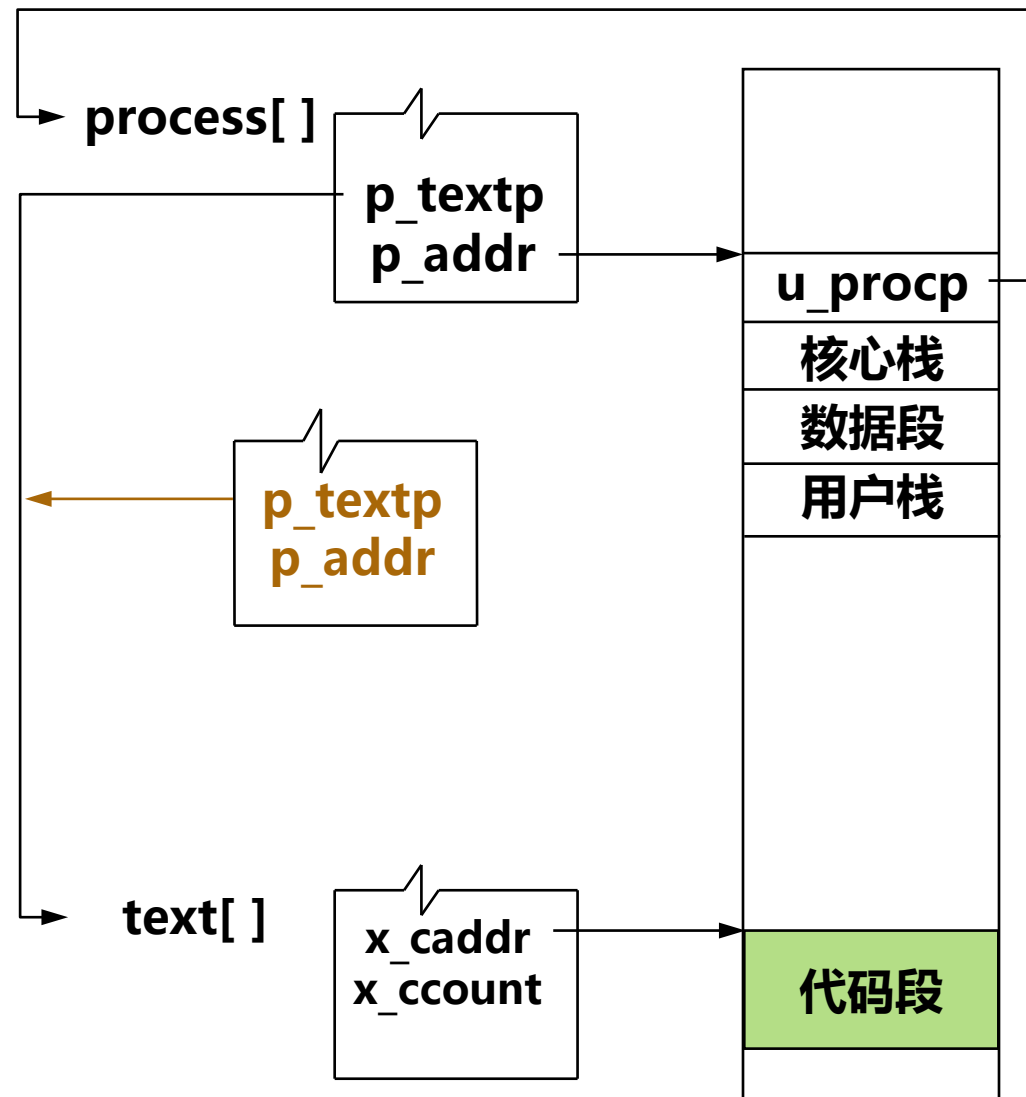 process[ ]
p_textp
p_addr
u_procp
核心栈
数据段
用户栈
p_textp
p_addr
text[ ]
x_caddr
x_ccount
代码段